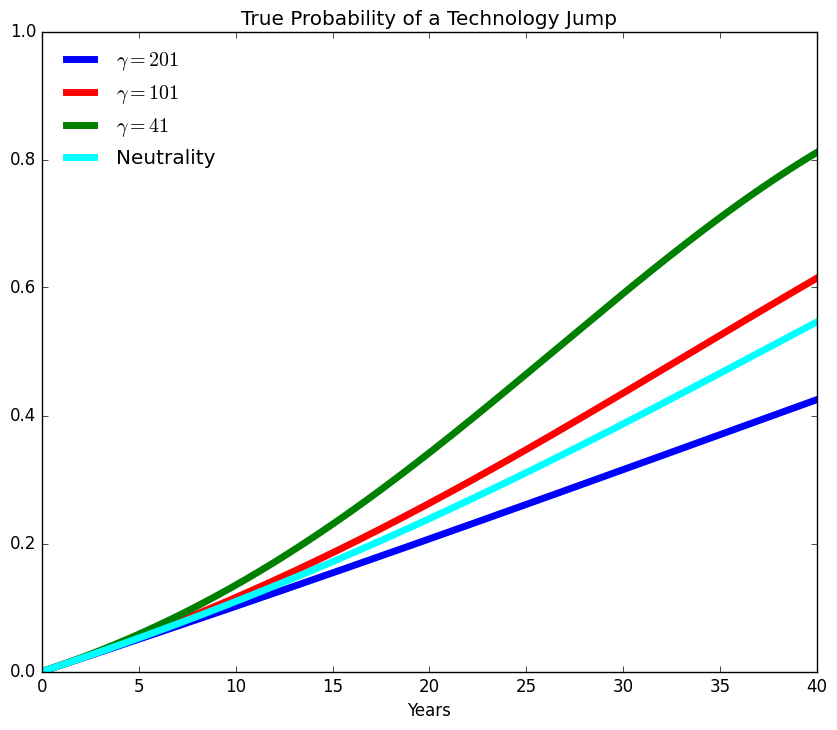 True Probability of a Technology Jump
1.0
0.8
0.6
0.4
0.2
0.0
γ = 201
γ = 101
γ = 41
Neutrality
0 5 10 15 20 25 30 35 40
Years